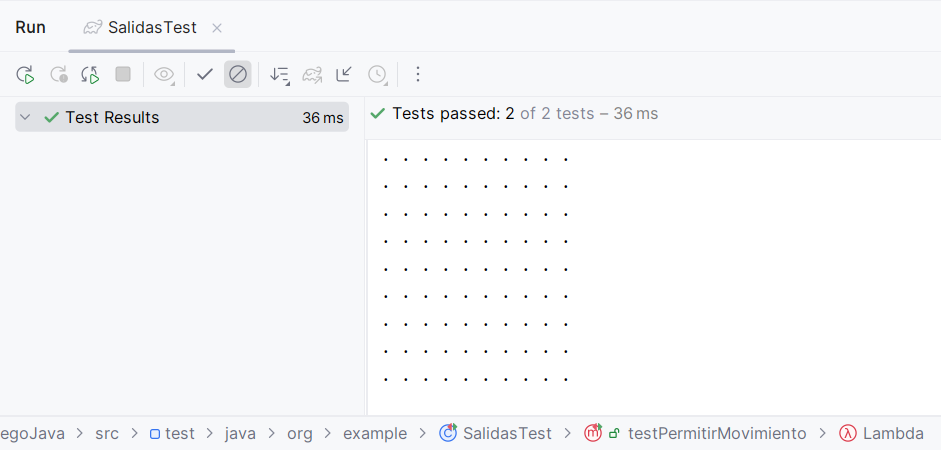 Run SalidasTest
Test Results 36 ms
Tests passed: 2 of 2 tests – 36 ms
. . . . . . . . . .
. . . . . . . . . .
. . . . . . . . . .
. . . . . . . . . .
. . . . . . . . . .
. . . . . . . . . .
. . . . . . . . . .
. . . . . . . . . .
. . . . . . . . . .
egoJava > src > test > java > org > example > SalidasTest > testPermitirMovimiento > Lambda